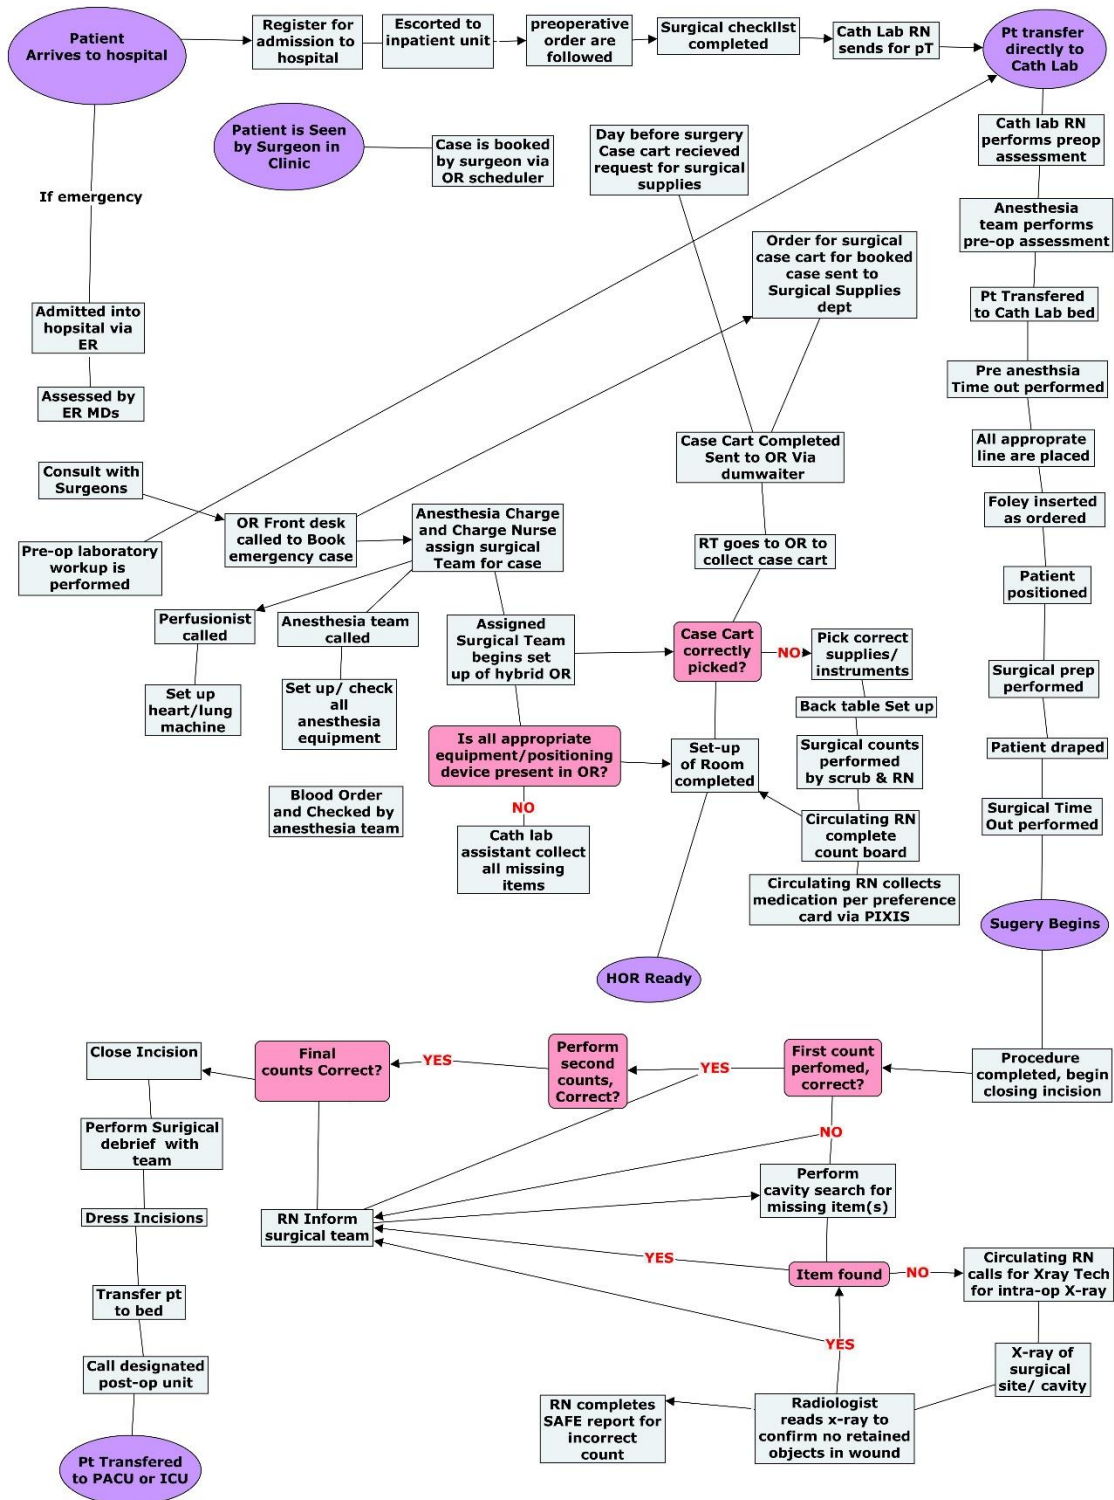 Patient
Arrives to hospital
Register for
admission to
hospital
Escorted to
inpatient unit
preoperative
order are
followed
Surgical checklist
completed
Cath Lab RN
sends for pT
Pt transfer
directly to
Cath Lab
If emergency
Patient is Seen
by Surgeon in
Clinic
Case is booked
by surgeon via
OR scheduler
Day before surgery
Case cart recieved
request for surgical
supplies
Cath lab RN
performs preop
assessment
Order for surgical
case cart for booked
case sent to
Surgical Supplies
dept
Anesthesia
team performs
pre-op assessment
Admitted into
hopsital via
ER
Pt Transfered
to Cath Lab bed
Assessed by
ER MDs
Pre anesthsia
Time out performed
Consult with
Surgeons
Case Cart Completed
Sent to OR Via
dumwaiter
All approprate
line are placed
OR Front desk
called to Book
emergency case
Anesthesia Charge
and Charge Nurse
assign surgical
Team for case
Foley inserted
as ordered
Pre-op laboratory
workup is
performed
RT goes to OR to
collect case cart
Patient
positioned
Perfusionist
called
Anesthesia team
called
Assigned
Surgical Team
begins set
up of hybrid OR
Case Cart
correctly
picked?
NO
Pick correct
supplies/
instruments
Surgical prep
performed
Set up
heart/lung
machine
Set up/ check
all
anesthesia
equipment
Back table Set up
Is all appropriate
equipment/positioning
device present in OR?
Set-up
of Room
completed
Surgical counts
performed
by scrub & RN
Patient draped
Blood Order
and Checked by
anesthesia team
NO
Cath lab
assistant collect
all missing
items
Circulating RN
complete
count board
Surgical Time
Out performed
Circulating RN collects
medication per preference
card via PIXIS
Sugery Begins
HOR Ready
Close Incision
Final
counts Correct?
YES
Perform
second
counts,
Correct?
YES
First count
perfomed,
correct?
Procedure
completed, begin
closing incision
Perform Surigical
debrief with
team
NO
Perform
cavity search for
missing item(s)
Dress Incisions
RN Inform
surgical team
YES
Item found
NO
Circulating RN
calls for Xray Tech
for intra-op X-ray
Transfer pt
to bed
YES
X-ray of
surgical
site/ cavity
Call designated
post-op unit
RN completes
SAFE report for
incorrect
count
Radiologist
reads x-ray to
confirm no retained
objects in wound
Pt Transfered
to PACU or ICU